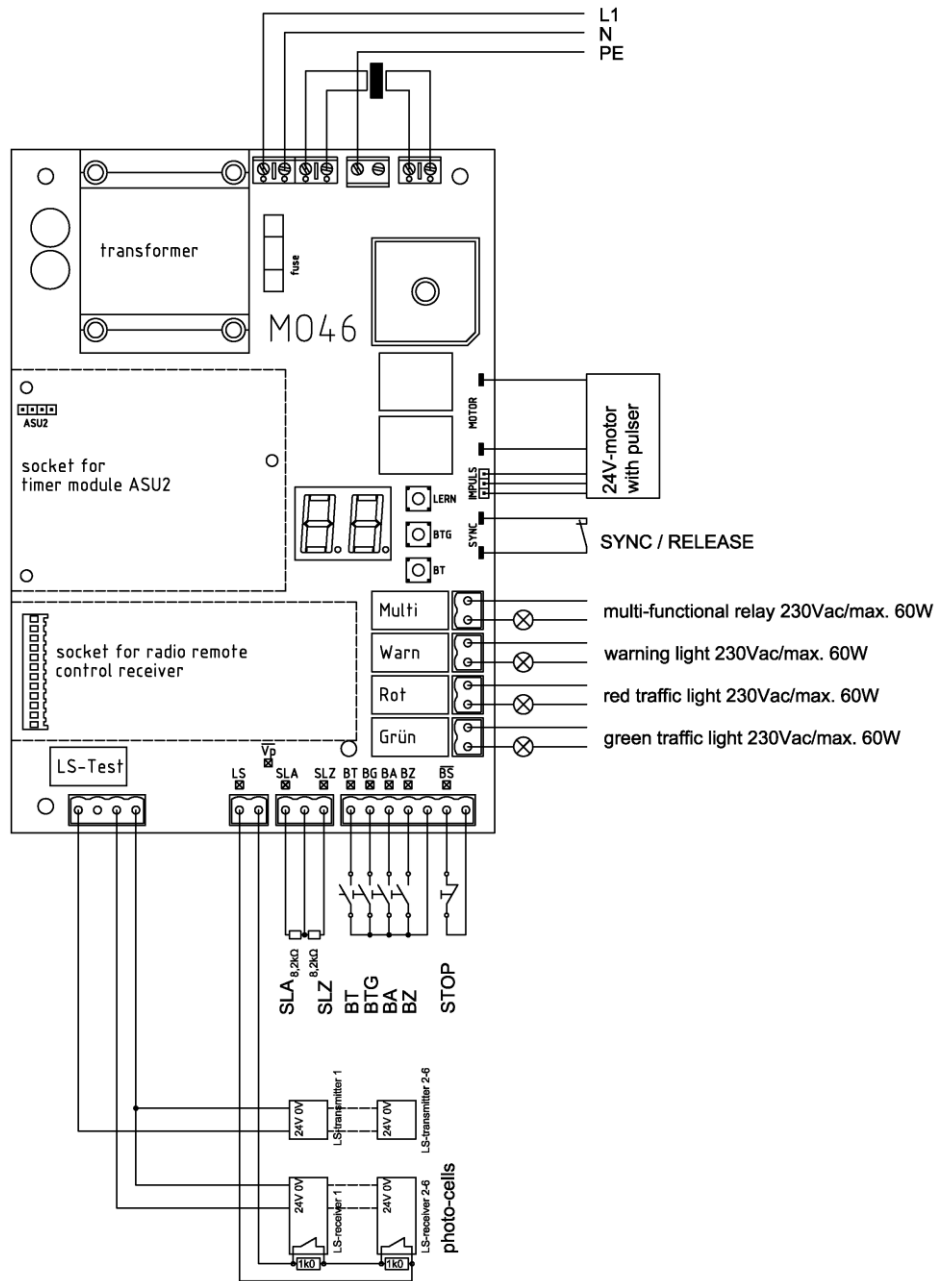 L1
N
PE
transformer
fuse
MO46
ASU2
socket for
timer module ASU2
MOTOR
24V-motor
with pulser
IMPULS
LERN
BTG
BT
SYNC
SYNC / RELEASE
Multi
multi-functional relay 230Vac/max. 60W
Warn
warning light 230Vac/max. 60W
Rot
red traffic light 230Vac/max. 60W
Grün
green traffic light 230Vac/max. 60W
socket for radio remote
control receiver
Vp
LS-Test
LS
SLA
SLZ
BT
BG
BA
BZ
BS
8,2kΩ
8,2kΩ
SLA
SLZ
BT
BTG
BA
BZ
STOP
24V 0V
LS-transmitter 1
24V 0V
LS-transmitter 2-6
24V 0V
LS-receiver 1
24V 0V
LS-receiver 2-6
photo-cells
1k0
1k0